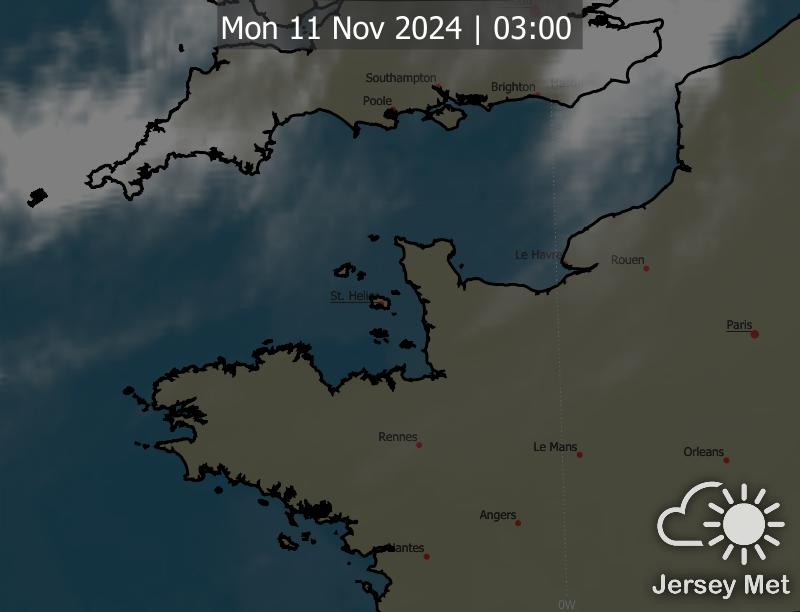 Mon 11 Nov 2024 | 03:00
Southampton
Brighton
Poole
Le Havre
Rouen
St. Helier
Paris
Rennes
Le Mans
Orleans
Angers
Nantes
Jersey Met
0W